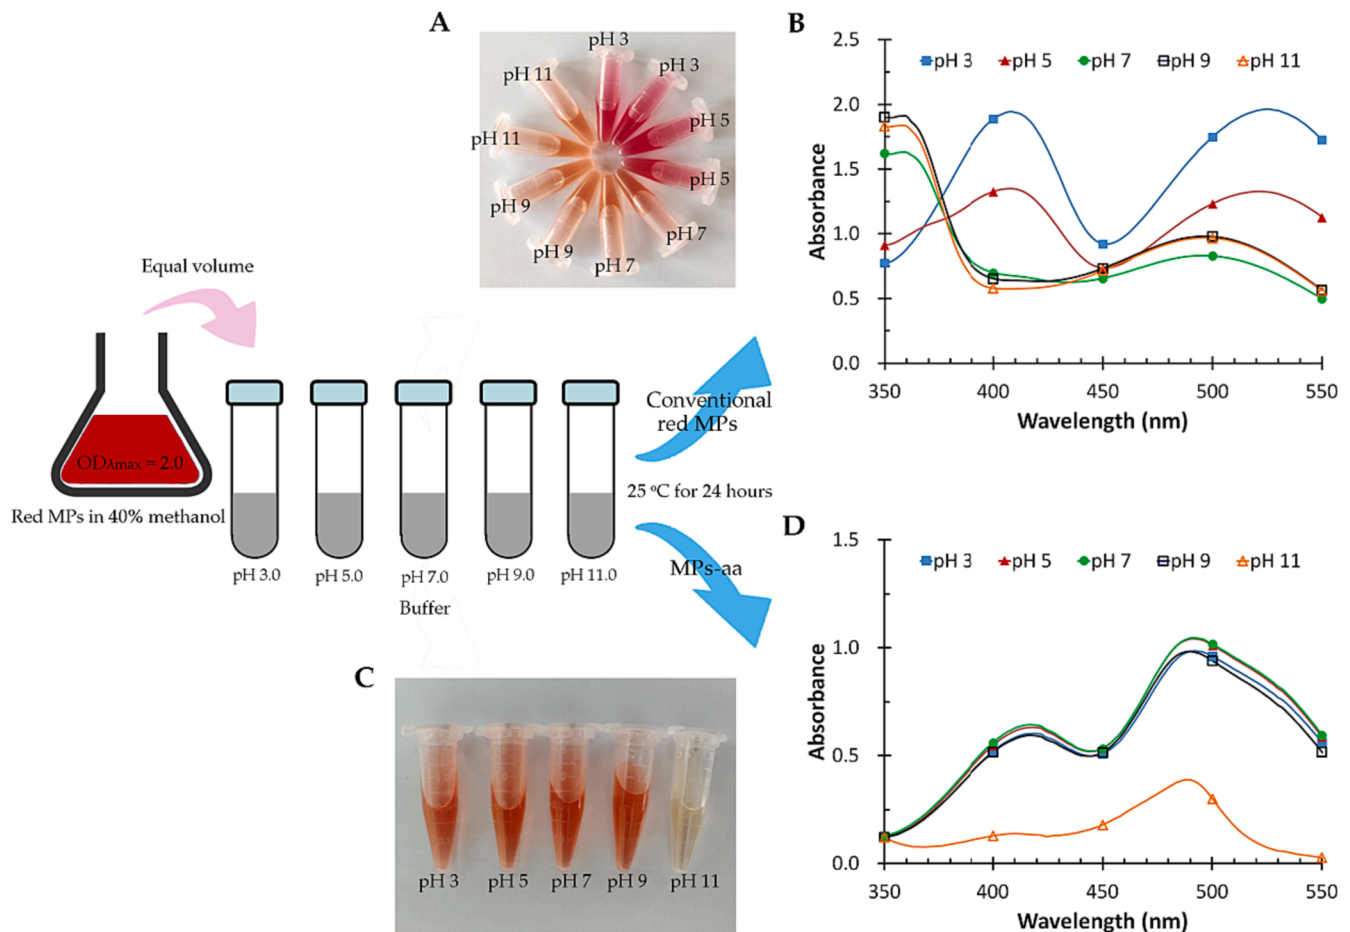 A
pH 3
pH 3
pH 5
pH 5
pH 7
pH 7
pH 9
pH 9
pH 11
pH 11
B
pH 3 pH 5 pH 7 pH 9 pH 11
Absorbance
2.5
2.0
1.5
1.0
0.5
0.0
350 400 450 500 550
Wavelength (nm)
Equal volume
ODλmax = 2.0
Red MPs in 40% methanol
pH 3.0 pH 5.0 pH 7.0 pH 9.0 pH 11.0
Buffer
Conventional
red MPs
25 ºC for 24 hours
MPs-aa
C
pH 3 pH 5 pH 7 pH 9 pH 11
D
pH 3 pH 5 pH 7 pH 9 pH 11
Absorbance
1.5
1.0
0.5
0.0
350 400 450 500 550
Wavelength (nm)